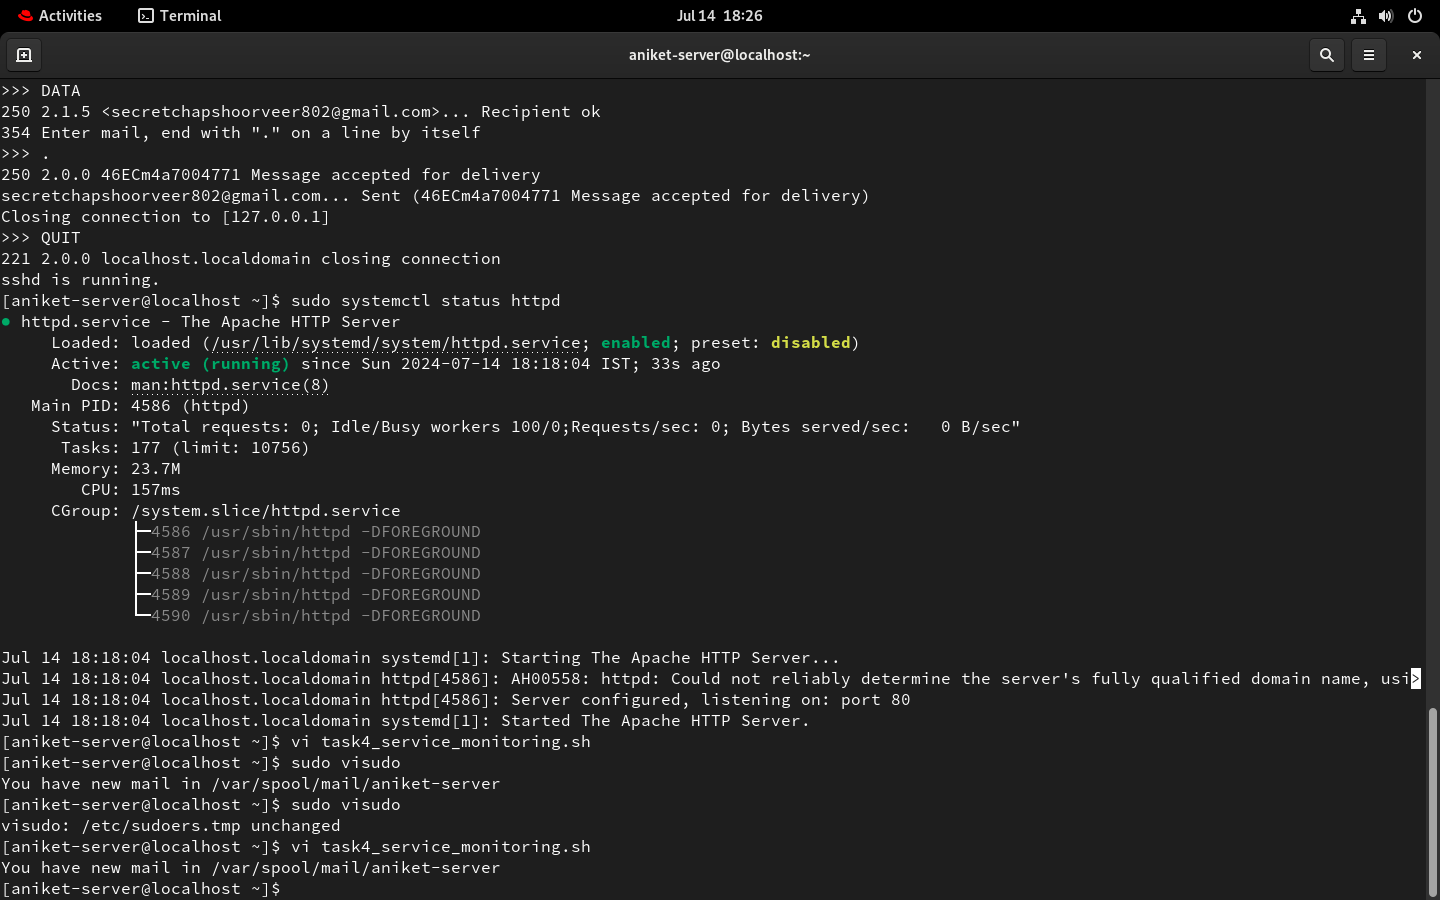 Activities Terminal Jul 14 18:26
aniket-server@localhost:~
>>> DATA
250 2.1.5 <secretchapshoorveer802@gmail.com>... Recipient ok
354 Enter mail, end with "." on a line by itself
>>> .
250 2.0.0 46ECm4a7004771 Message accepted for delivery
secretchapshoorveer802@gmail.com... Sent (46ECm4a7004771 Message accepted for delivery)
Closing connection to [127.0.0.1]
>>> QUIT
221 2.0.0 localhost.localdomain closing connection
sshd is running.
[aniket-server@localhost ~]$ sudo systemctl status httpd
● httpd.service - The Apache HTTP Server
     Loaded: loaded (/usr/lib/systemd/system/httpd.service; enabled; preset: disabled)
     Active: active (running) since Sun 2024-07-14 18:18:04 IST; 33s ago
       Docs: man:httpd.service(8)
   Main PID: 4586 (httpd)
     Status: "Total requests: 0; Idle/Busy workers 100/0;Requests/sec: 0; Bytes served/sec:   0 B/sec"
      Tasks: 177 (limit: 10756)
     Memory: 23.7M
        CPU: 157ms
     CGroup: /system.slice/httpd.service
             ├─4586 /usr/sbin/httpd -DFOREGROUND
             ├─4587 /usr/sbin/httpd -DFOREGROUND
             ├─4588 /usr/sbin/httpd -DFOREGROUND
             ├─4589 /usr/sbin/httpd -DFOREGROUND
             └─4590 /usr/sbin/httpd -DFOREGROUND
Jul 14 18:18:04 localhost.localdomain systemd[1]: Starting The Apache HTTP Server...
Jul 14 18:18:04 localhost.localdomain httpd[4586]: AH00558: httpd: Could not reliably determine the server's fully qualified domain name, usi>
Jul 14 18:18:04 localhost.localdomain httpd[4586]: Server configured, listening on: port 80
Jul 14 18:18:04 localhost.localdomain systemd[1]: Started The Apache HTTP Server.
[aniket-server@localhost ~]$ vi task4_service_monitoring.sh
[aniket-server@localhost ~]$ sudo visudo
You have new mail in /var/spool/mail/aniket-server
[aniket-server@localhost ~]$ sudo visudo
visudo: /etc/sudoers.tmp unchanged
[aniket-server@localhost ~]$ vi task4_service_monitoring.sh
You have new mail in /var/spool/mail/aniket-server
[aniket-server@localhost ~]$